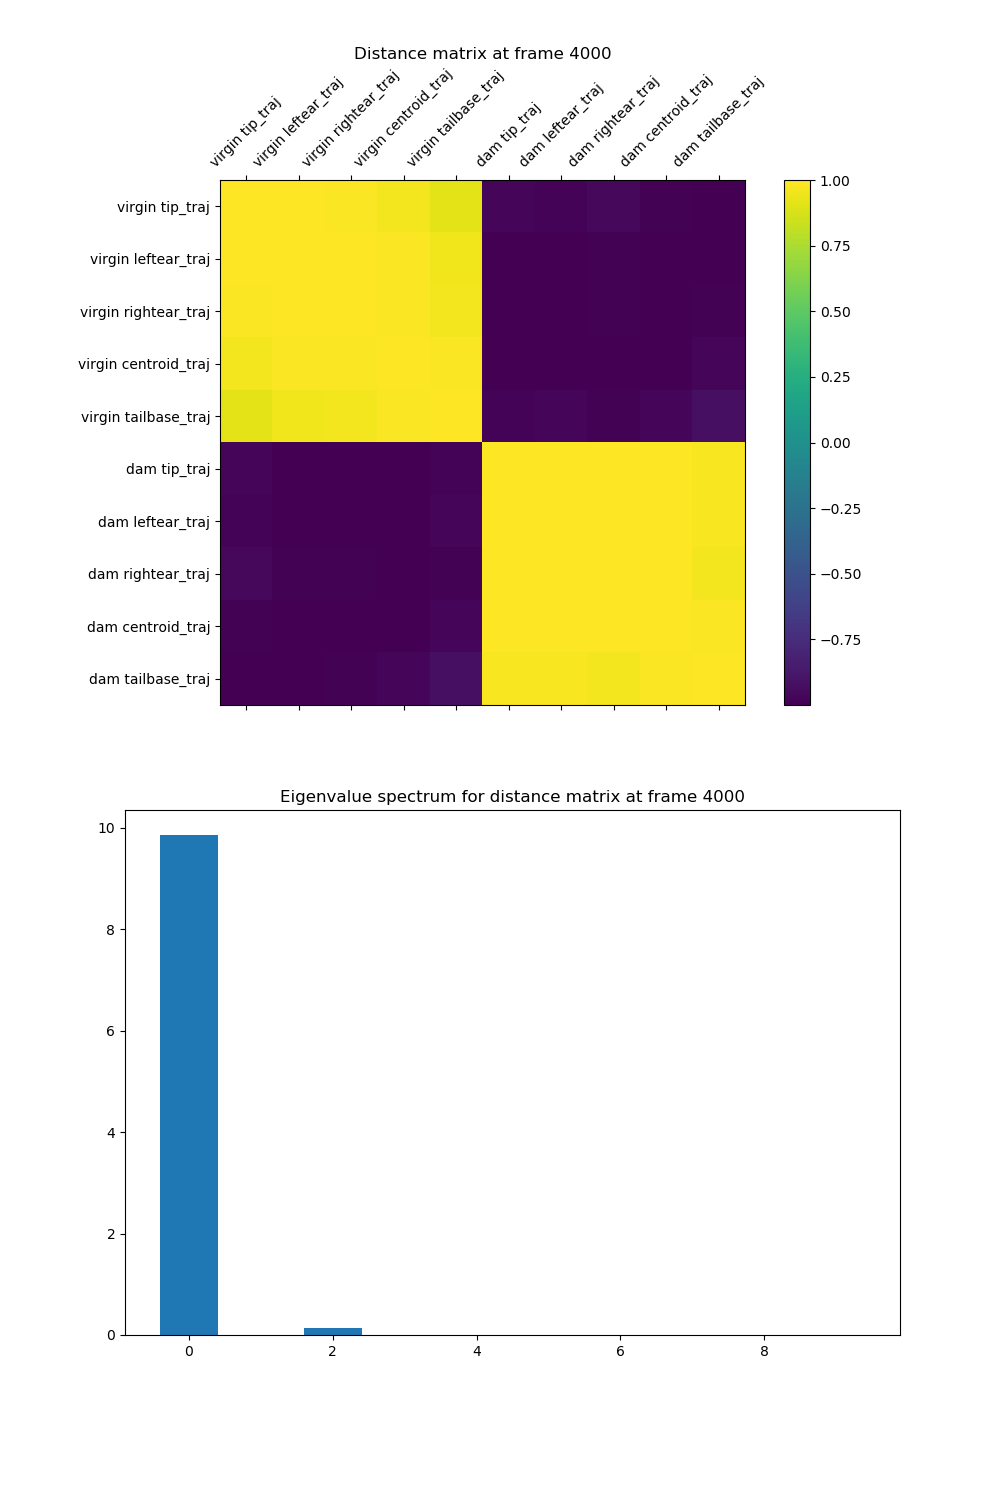 Distance matrix at frame 4000
virgin tip_traj
virgin leftear_traj
virgin rightear_traj
virgin centroid_traj
virgin tailbase_traj
dam tip_traj
dam leftear_traj
dam rightear_traj
dam centroid_traj
dam tailbase_traj
virgin tip_traj
virgin leftear_traj
virgin rightear_traj
virgin centroid_traj
virgin tailbase_traj
dam tip_traj
dam leftear_traj
dam rightear_traj
dam centroid_traj
dam tailbase_traj
1.00
0.75
0.50
0.25
0.00
−0.25
−0.50
−0.75
Eigenvalue spectrum for distance matrix at frame 4000
10
8
6
4
2
0
0 2 4 6 8